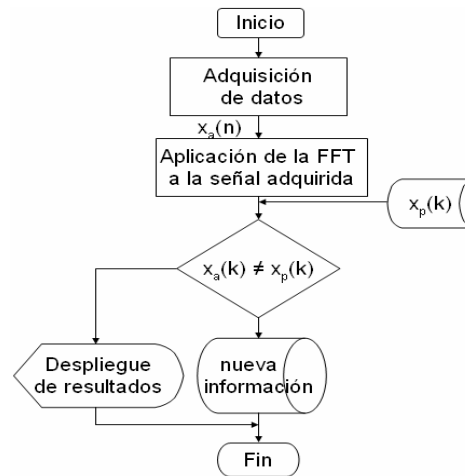 Inicio
Adquisición
de datos
xₐ(n)
Aplicación de la FFT
a la señal adquirida
xₚ(k)
xₐ(k) ≠ xₚ(k)
Despliegue
de resultados
nueva
información
Fin